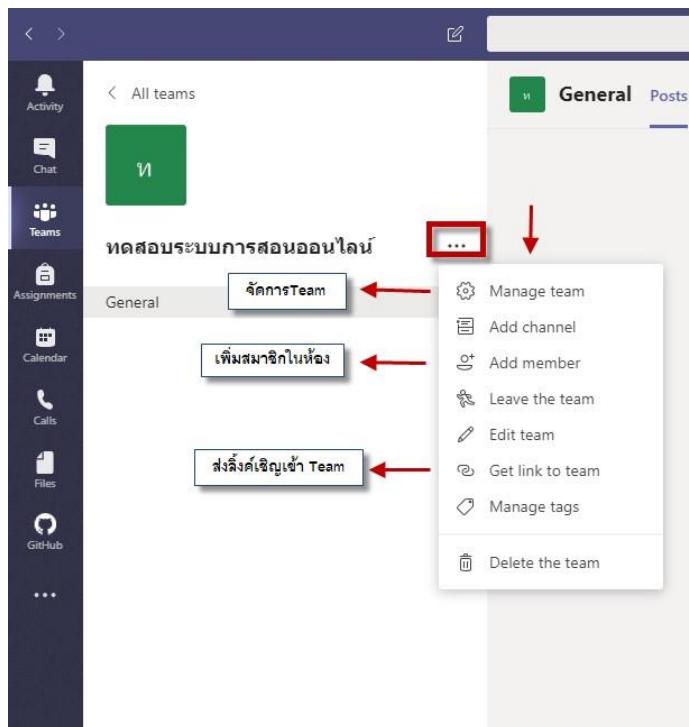 Activity
Chat
Teams
Assignments
Calendar
Calls
Files
GitHub
All teams
ท
ทดสอบระบบการสอนออนไลน์
General
ท
General Posts
จัดการTeam
เพิ่มสมาชิกในห้อง
ส่งลิ้งค์เชิญเข้า Team
Manage team
Add channel
Add member
Leave the team
Edit team
Get link to team
Manage tags
Delete the team